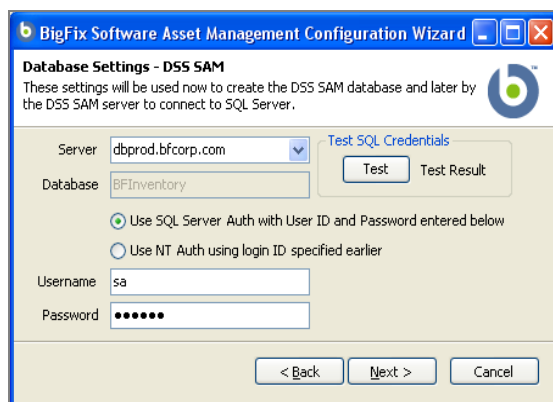 BigFix Software Asset Management Configuration Wizard
Database Settings - DSS SAM
These settings will be used now to create the DSS SAM database and later by
the DSS SAM server to connect to SQL Server.
Server dbprod.bfcorp.com
Test SQL Credentials
Test Test Result
Database BFInventory
Use SQL Server Auth with User ID and Password entered below
Use NT Auth using login ID specified earlier
Username sa
Password ●●●●●●
< Back Next > Cancel